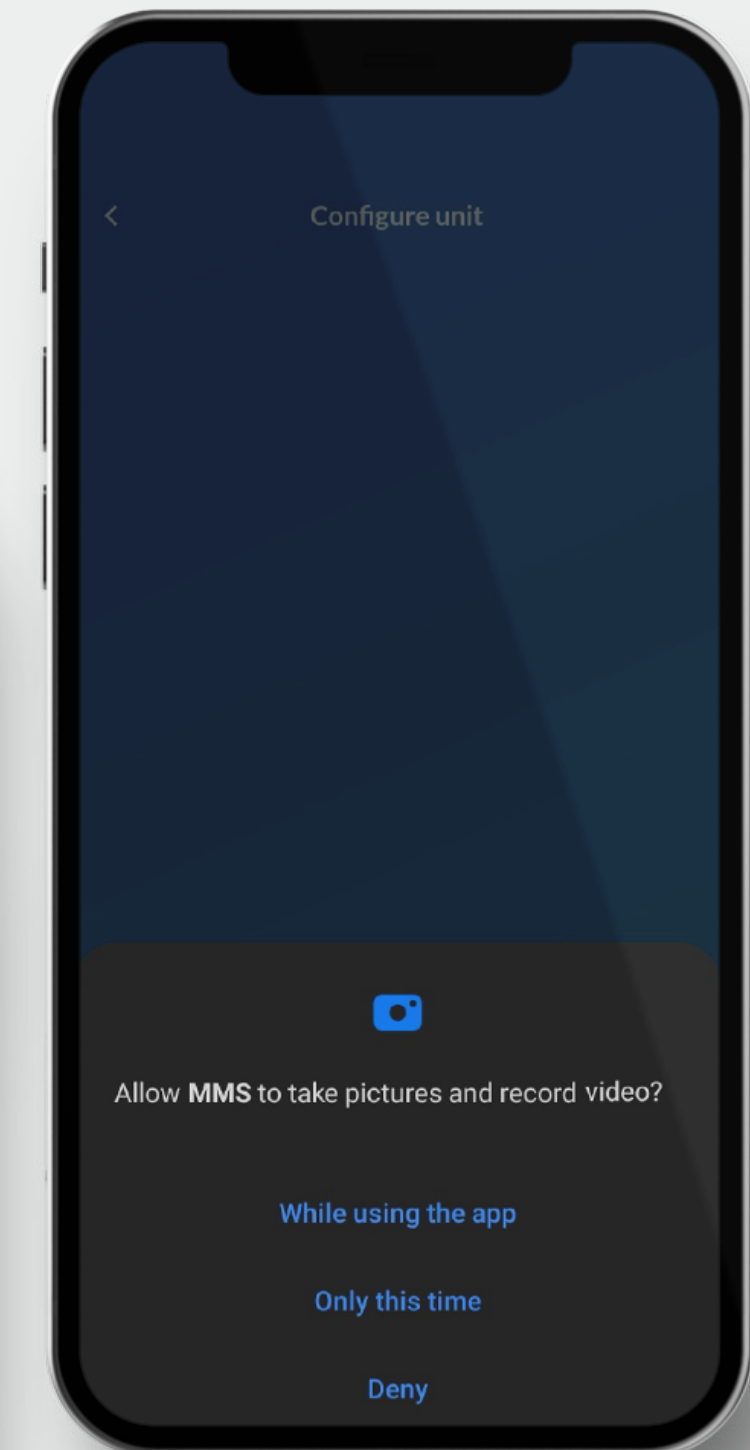 Configure unit
Allow MMS to take pictures and record video?
While using the app
Only this time
Deny